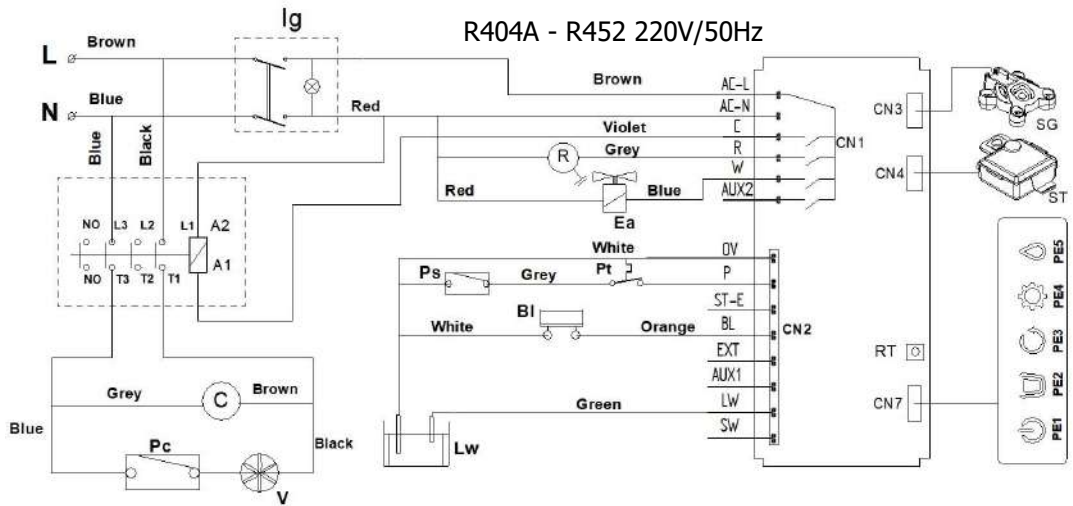 R404A - R452 220V/50Hz
Ig
L Brown
N Blue
Red
Blue
Black
Brown
Violet
Grey
R
Red
Blue
Ea
AC-L
AC-N
C
R
W
AUX2
CN1
CN3
SG
CN4
ST
NO L3 L2 L1 A2
A1
NO T3 T2 T1
White
Ps
Grey
Pt
Bl
White
Orange
Green
Lw
0V
P
ST-E
BL
EXT
AUX1
LW
SW
CN2
RT
CN7
PE5
PE4
PE3
PE2
PE1
Grey
C
Brown
Blue
Pc
Black
V